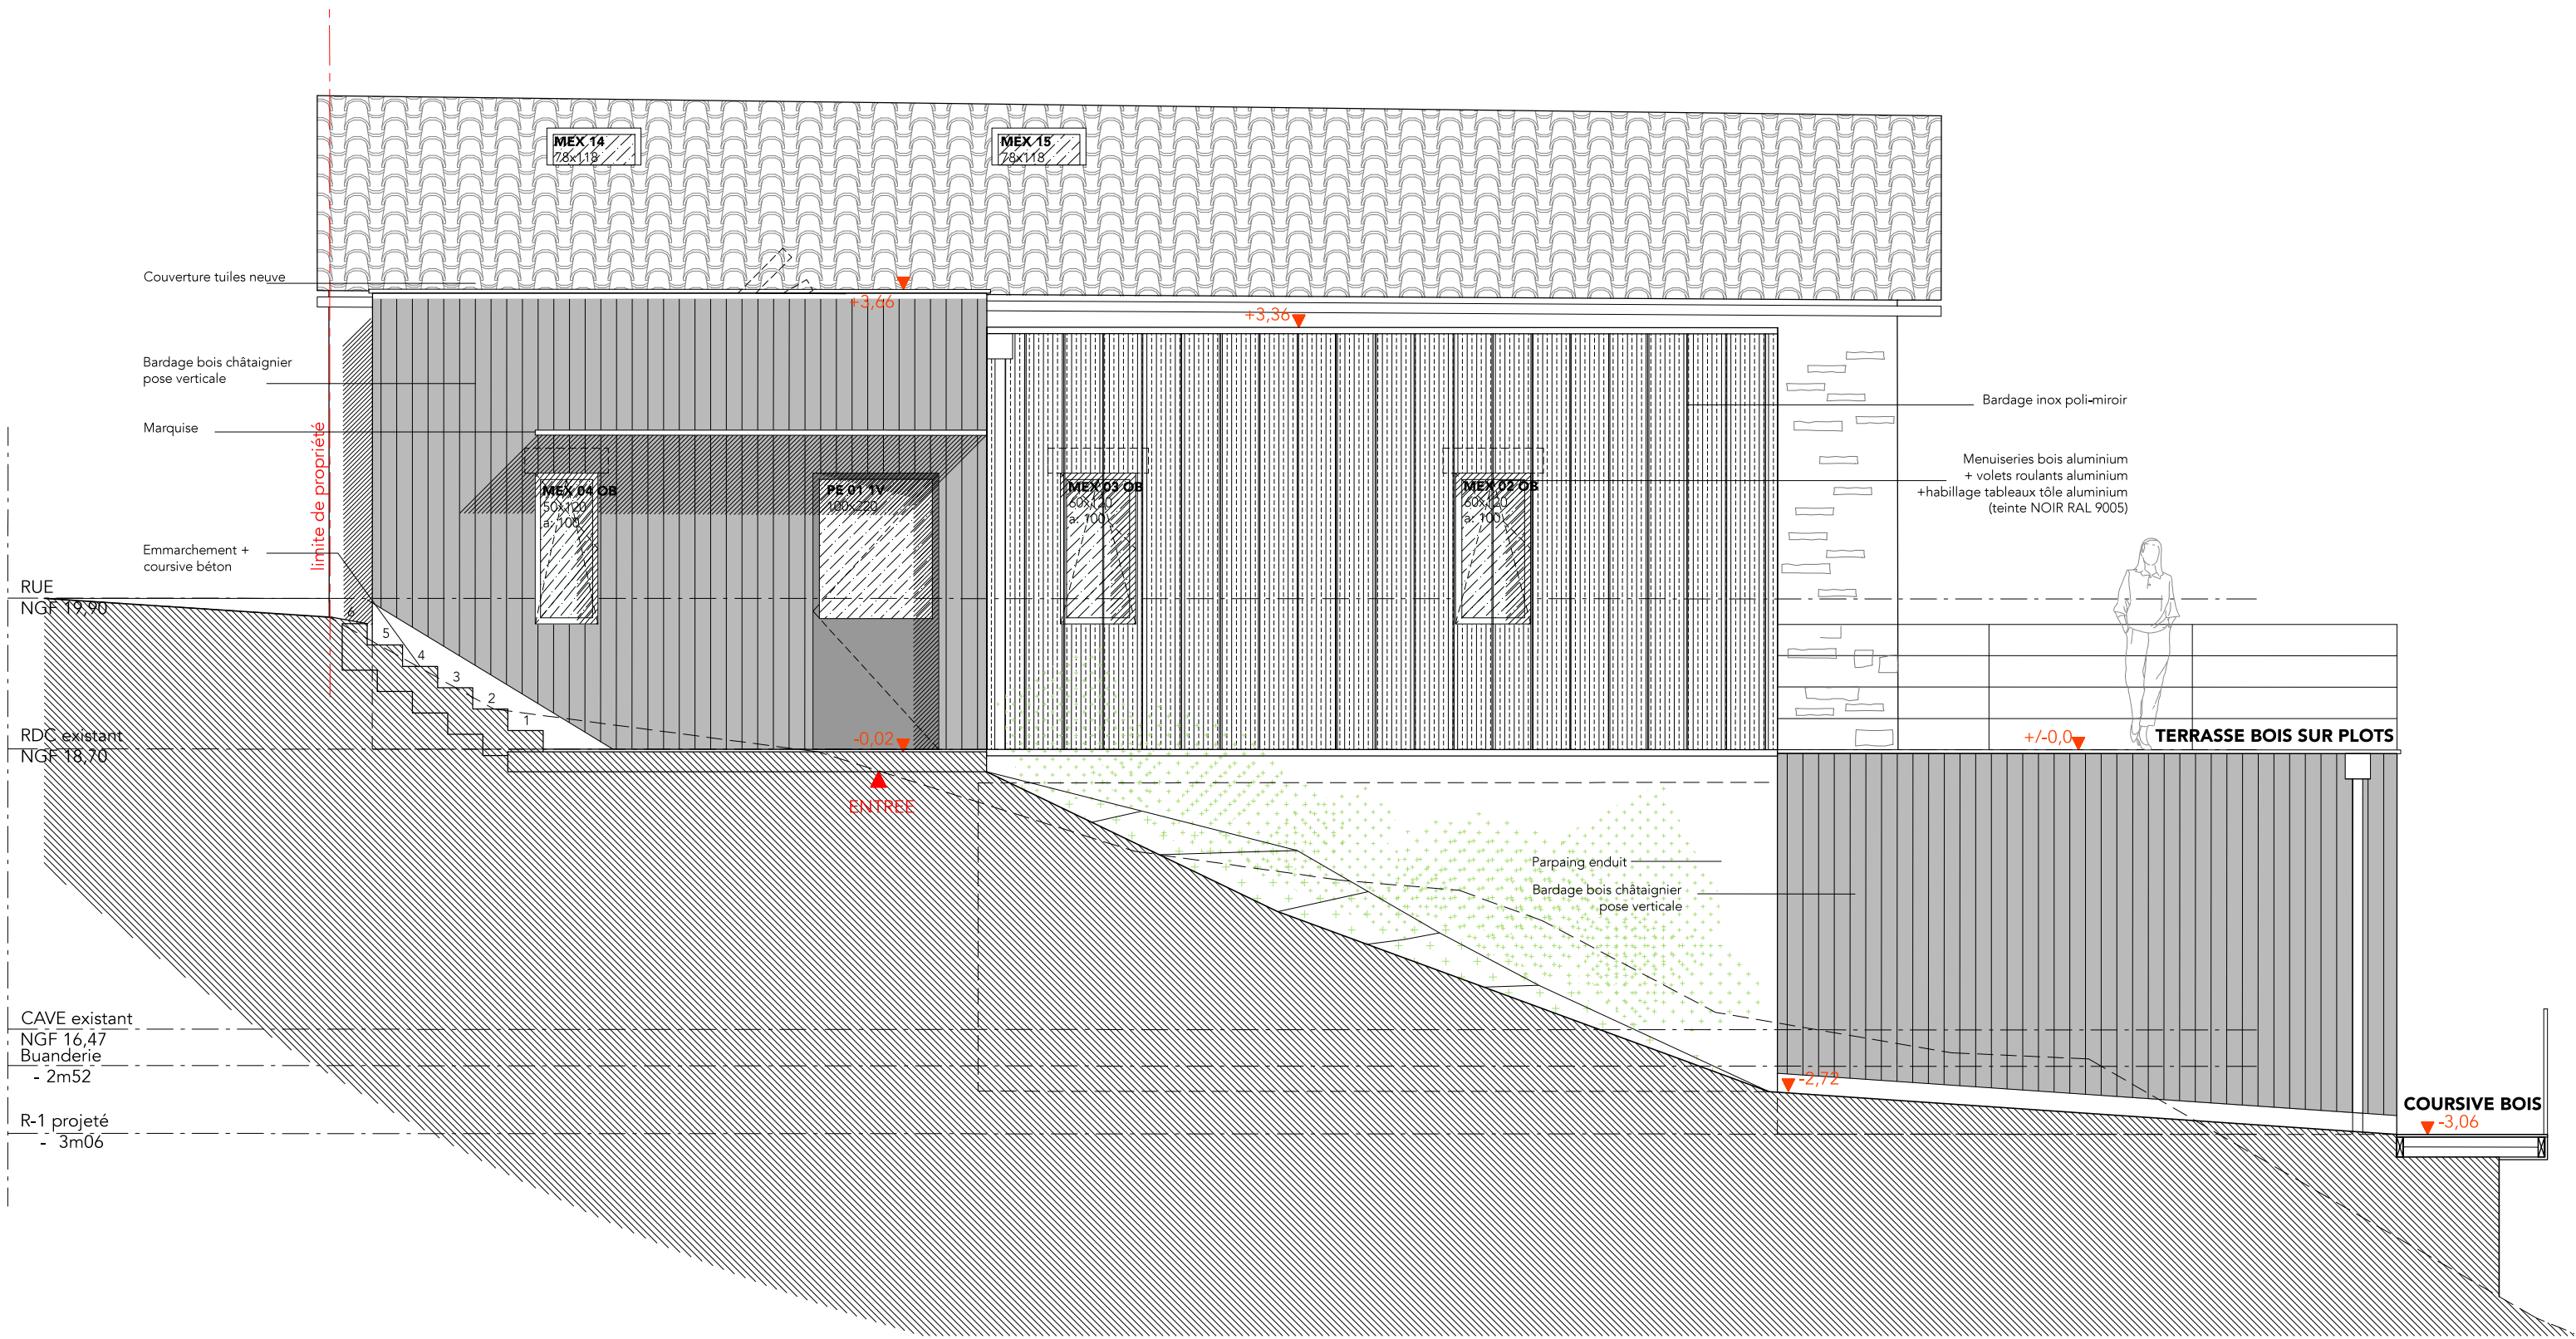 MEX 14
78x118
MEX 15
78x118
Couverture tuiles neuve
+3,66
+3,36
Bardage bois châtaignier
pose verticale
Marquise
limite de propriété
Bardage inox poli-miroir
Menuiseries bois aluminium
+ volets roulants aluminium
+habillage tableaux tôle aluminium
(teinte NOIR RAL 9005)
MEX 04 OB
50x120
a: 100
PE 01 1V
100x220
MEX 03 OB
60x120
a: 100
MEX 02 OB
60x120
a: 100
Emmarchement +
coursive béton
RUE
NGF 19,90
6
5
4
3
2
1
RDC existant
NGF 18,70
-0,02
+/-0,0
TERRASSE BOIS SUR PLOTS
ENTREE
Parpaing enduit
Bardage bois châtaignier
pose verticale
CAVE existant
NGF 16,47
Buanderie
- 2m52
-2,72
R-1 projeté
- 3m06
COURSIVE BOIS
-3,06